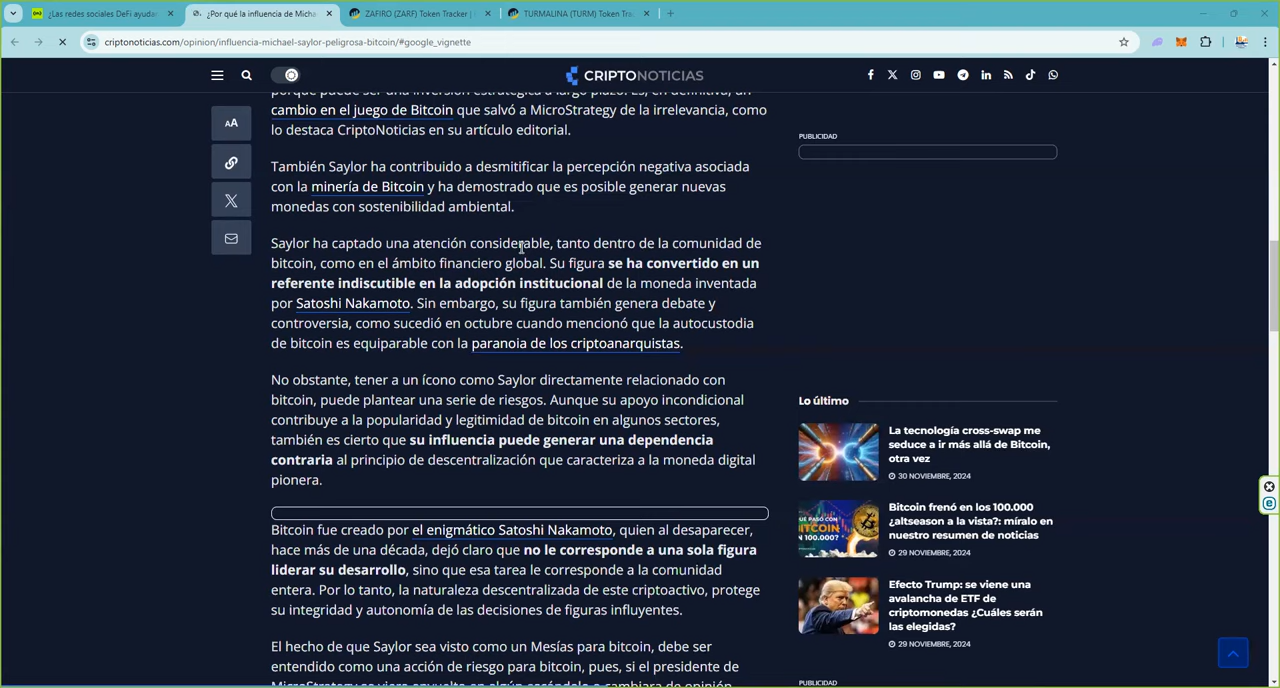 ¿Las redes sociales DeFi ayuda
¿Por qué la influencia de Micha
ZAFIRO (ZARF) Token Tracker |
TURMALINA (TURM) Token Tra
criptonoticias.com/opinion/influencia-michael-saylor-peligrosa-bitcoin/#google_vignette
CRIPTONOTICIAS
porque puede ser una inversión estratégica a largo plazo. Es, en definitiva, un
cambio en el juego de Bitcoin que salvó a MicroStrategy de la irrelevancia, como
lo destaca CriptoNoticias en su artículo editorial.
También Saylor ha contribuido a desmitificar la percepción negativa asociada
con la minería de Bitcoin y ha demostrado que es posible generar nuevas
monedas con sostenibilidad ambiental.
Saylor ha captado una atención considerable, tanto dentro de la comunidad de
bitcoin, como en el ámbito financiero global. Su figura se ha convertido en un
referente indiscutible en la adopción institucional de la moneda inventada
por Satoshi Nakamoto. Sin embargo, su figura también genera debate y
controversia, como sucedió en octubre cuando mencionó que la autocustodia
de bitcoin es equiparable con la paranoia de los criptoanarquistas.
No obstante, tener a un ícono como Saylor directamente relacionado con
bitcoin, puede plantear una serie de riesgos. Aunque su apoyo incondicional
contribuye a la popularidad y legitimidad de bitcoin en algunos sectores,
también es cierto que su influencia puede generar una dependencia
contraria al principio de descentralización que caracteriza a la moneda digital
pionera.
Bitcoin fue creado por el enigmático Satoshi Nakamoto, quien al desaparecer,
hace más de una década, dejó claro que no le corresponde a una sola figura
liderar su desarrollo, sino que esa tarea le corresponde a la comunidad
entera. Por lo tanto, la naturaleza descentralizada de este criptoactivo, protege
su integridad y autonomía de las decisiones de figuras influyentes.
El hecho de que Saylor sea visto como un Mesías para bitcoin, debe ser
entendido como una acción de riesgo para bitcoin, pues, si el presidente de
MicroStrategy se viera envuelto en algún escándalo o cambiara de opinión
AA
PUBLICIDAD
Lo último
La tecnología cross-swap me
seduce a ir más allá de Bitcoin,
otra vez
30 NOVIEMBRE, 2024
Bitcoin frenó en los 100.000
¿altseason a la vista?: míralo en
nuestro resumen de noticias
29 NOVIEMBRE, 2024
Efecto Trump: se viene una
avalancha de ETF de
criptomonedas ¿Cuáles serán
las elegidas?
29 NOVIEMBRE, 2024
PUBLICIDAD